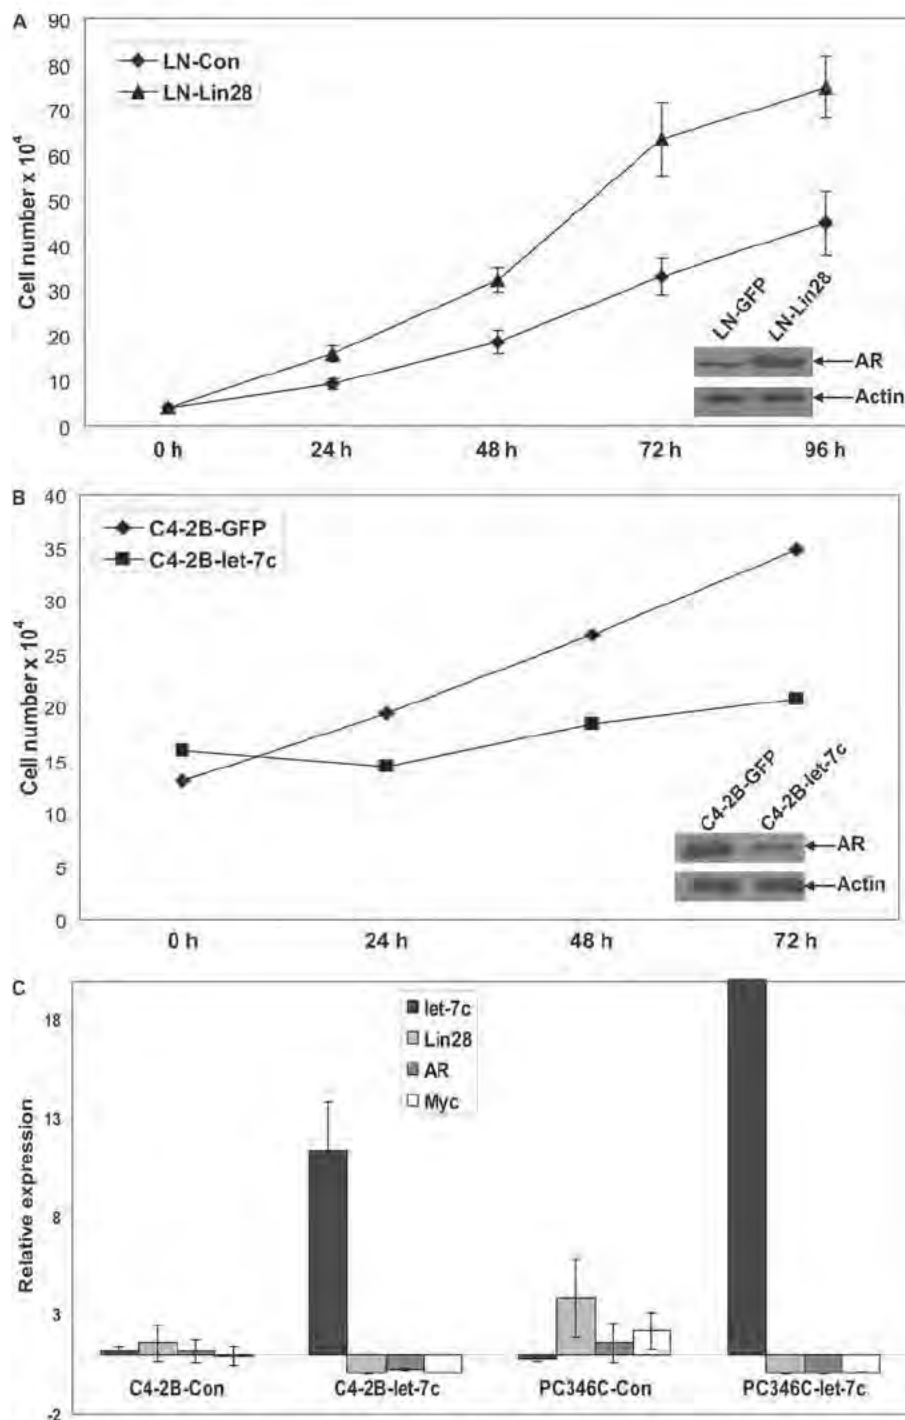 A
90
80
70
60
50
40
30
20
10
0
Cell number x 10⁴
LN-Con
LN-Lin28
LN-GFP
LN-Lin28
AR
Actin
0 h
24 h
48 h
72 h
96 h
B
40
35
30
25
20
15
10
5
0
Cell number x 10⁴
C4-2B-GFP
C4-2B-let-7c
C4-2B-GFP
C4-2B-let-7c
AR
Actin
0 h
24 h
48 h
72 h
C
18
13
8
3
-2
Relative expression
let-7c
Lin28
AR
Myc
C4-2B-Con
C4-2B-let-7c
PC346C-Con
PC346C-let-7c